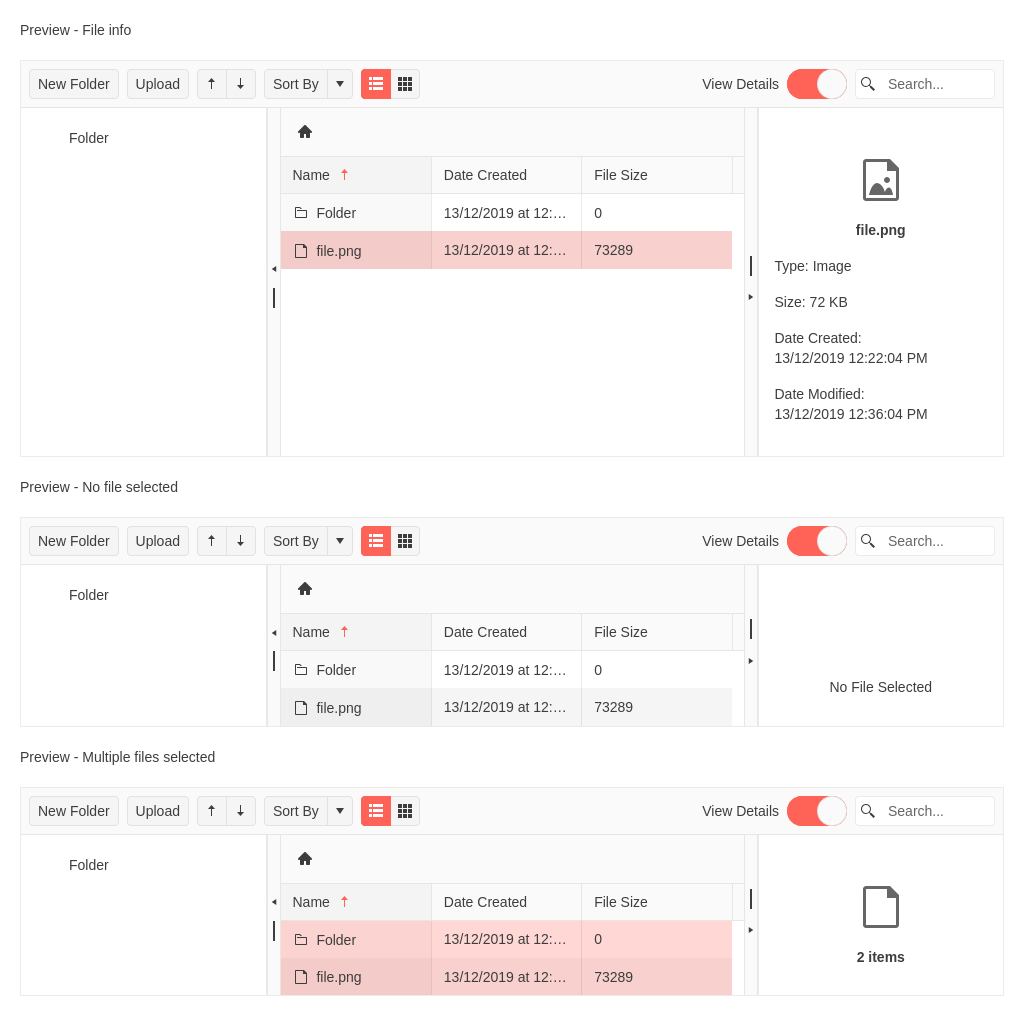 Preview - File info
New Folder Upload Sort By View Details Search...
Folder
Name Date Created File Size
Folder 13/12/2019 at 12:… 0
file.png 13/12/2019 at 12:… 73289
file.png
Type: Image
Size: 72 KB
Date Created:
13/12/2019 12:22:04 PM
Date Modified:
13/12/2019 12:36:04 PM
Preview - No file selected
New Folder Upload Sort By View Details Search...
Folder
Name Date Created File Size
Folder 13/12/2019 at 12:… 0
file.png 13/12/2019 at 12:… 73289
No File Selected
Preview - Multiple files selected
New Folder Upload Sort By View Details Search...
Folder
Name Date Created File Size
Folder 13/12/2019 at 12:… 0
file.png 13/12/2019 at 12:… 73289
2 items